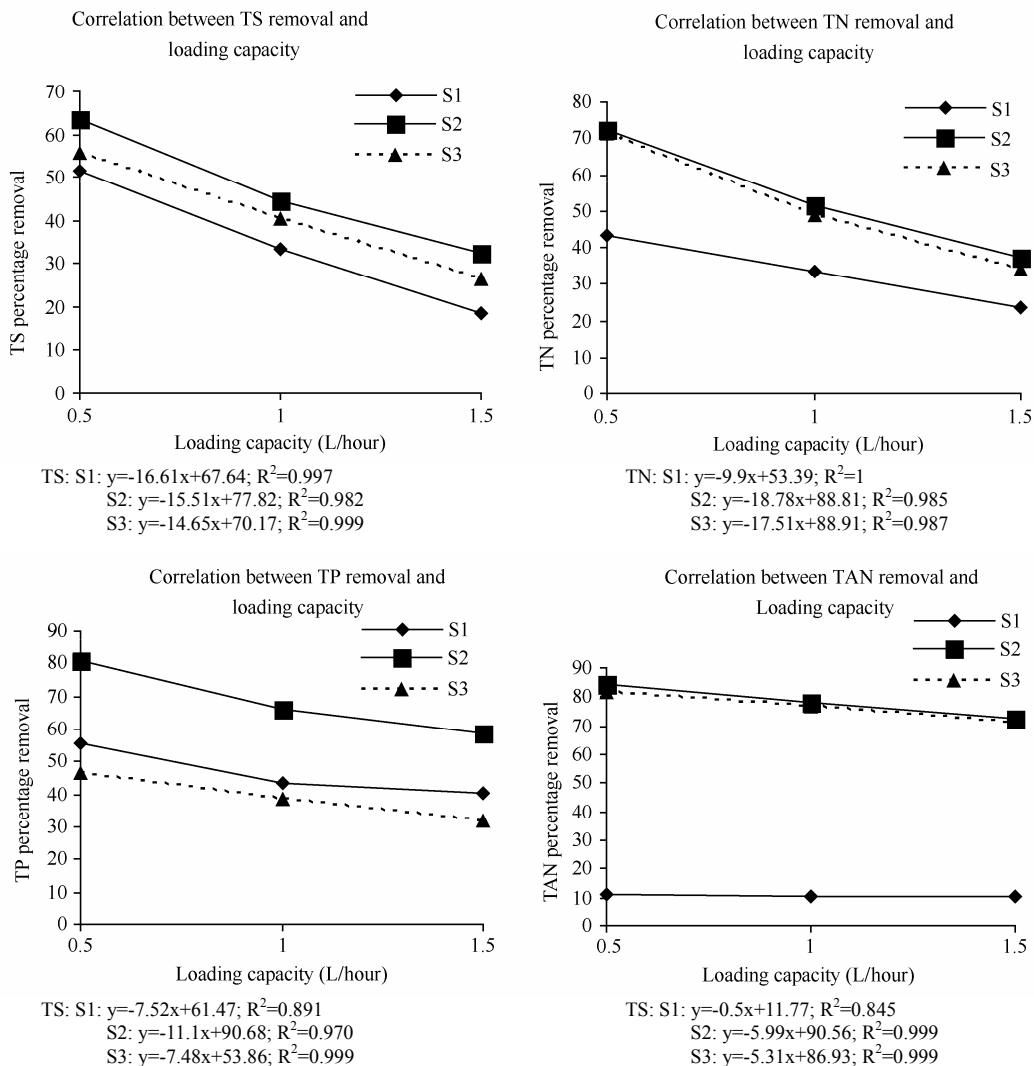 Correlation between TS removal and
loading capacity
S1
S2
S3
70
60
50
40
30
20
10
0
TS percentage removal
0.5
1
1.5
Loading capacity (L/hour)
TS: S1: y=-16.61x+67.64; R²=0.997
S2: y=-15.51x+77.82; R²=0.982
S3: y=-14.65x+70.17; R²=0.999
Correlation between TN removal and
loading capacity
S1
S2
S3
80
70
60
50
40
30
20
10
0
TN percentage removal
0.5
1
1.5
Loading capacity (L/hour)
TN: S1: y=-9.9x+53.39; R²=1
S2: y=-18.78x+88.81; R²=0.985
S3: y=-17.51x+88.91; R²=0.987
Correlation between TP removal and
loading capacity
S1
S2
S3
90
80
70
60
50
40
30
20
10
0
TP percentage removal
0.5
1
1.5
Loading capacity (L/hour)
TS: S1: y=-7.52x+61.47; R²=0.891
S2: y=-11.1x+90.68; R²=0.970
S3: y=-7.48x+53.86; R²=0.999
Correlation between TAN removal and
Loading capacity
S1
S2
S3
90
80
70
60
50
40
30
20
10
0
TAN percentage removal
0.5
1
1.5
Loading capacity (L/hour)
TS: S1: y=-0.5x+11.77; R²=0.845
S2: y=-5.99x+90.56; R²=0.999
S3: y=-5.31x+86.93; R²=0.999